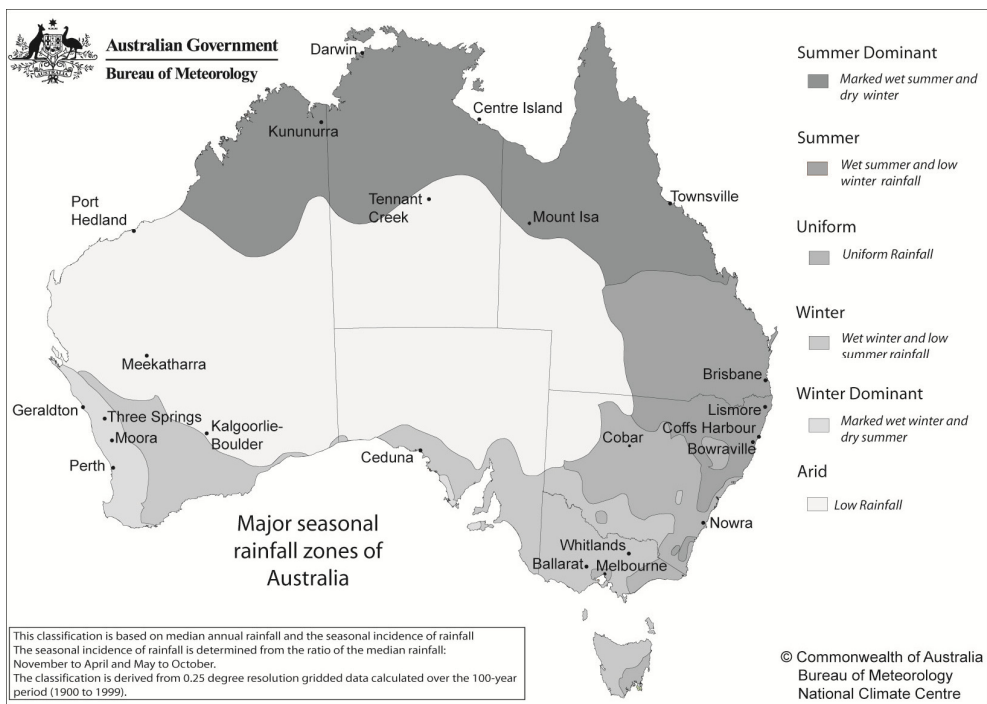 Australian Government
Bureau of Meteorology
Darwin
Centre Island
Kununurra
Port
Hedland
Tennant
Creek
Mount Isa
Townsville
Meekatharra
Brisbane
Geraldton
Three Springs
Moora
Kalgoorlie-
Boulder
Perth
Ceduna
Cobar
Lismore
Coffs Harbour
Bowraville
Nowra
Whitlands
Ballarat
Melbourne
Major seasonal
rainfall zones of
Australia
Summer Dominant
Marked wet summer and
dry winter
Summer
Wet summer and low
winter rainfall
Uniform
Uniform Rainfall
Winter
Wet winter and low
summer rainfall
Winter Dominant
Marked wet winter and
dry summer
Arid
Low Rainfall
This classification is based on median annual rainfall and the seasonal incidence of rainfall
The seasonal incidence of rainfall is determined from the ratio of the median rainfall:
November to April and May to October.
The classification is derived from 0.25 degree resolution gridded data calculated over the 100-year
period (1900 to 1999).
© Commonwealth of Australia
Bureau of Meteorology
National Climate Centre